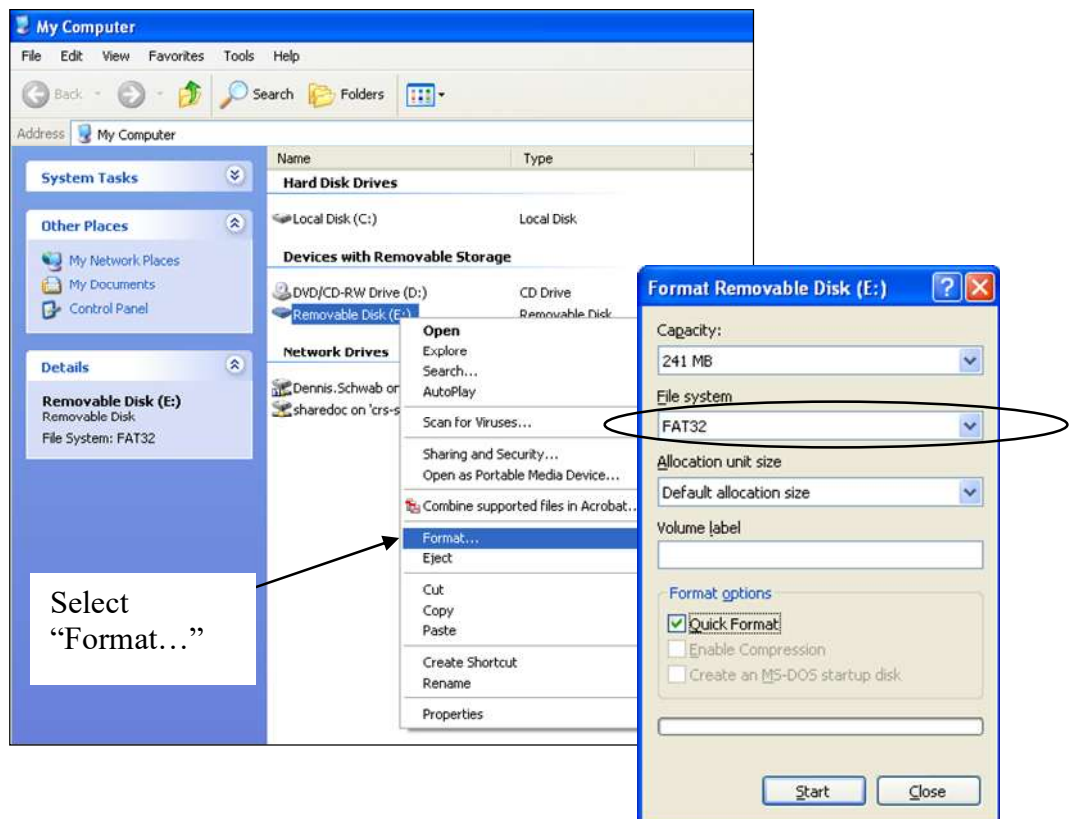 My Computer
File Edit View Favorites Tools Help
Back Search Folders
Address My Computer
System Tasks
Other Places
My Network Places
My Documents
Control Panel
Details
Removable Disk (E:)
Removable Disk
File System: FAT32
Name Type
Hard Disk Drives
Local Disk (C:) Local Disk
Devices with Removable Storage
DVD/CD-RW Drive (D:) CD Drive
Removable Disk (E:) Removable Disk
Network Drives
Dennis.Schwab or
sharedoc on 'crs-s
Open
Explore
Search...
AutoPlay
Scan for Viruses...
Sharing and Security...
Open as Portable Media Device...
Combine supported files in Acrobat..
Format...
Eject
Cut
Copy
Paste
Create Shortcut
Rename
Properties
Select
“Format…”
Format Removable Disk (E:)
Capacity:
241 MB
File system
FAT32
Allocation unit size
Default allocation size
Volume label
Format options
Quick Format
Enable Compression
Create an MS-DOS startup disk
Start Close